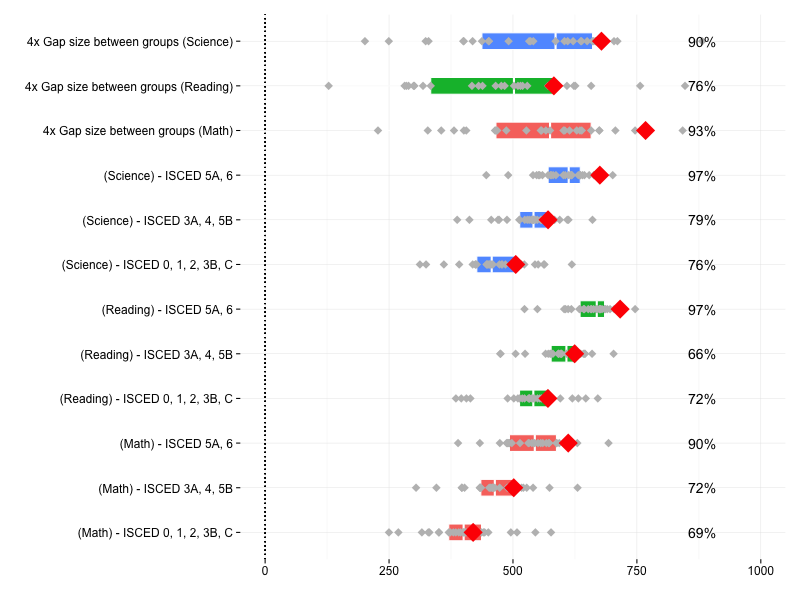 4x Gap size between groups (Science) 90%
4x Gap size between groups (Reading) 76%
4x Gap size between groups (Math) 93%
(Science) - ISCED 5A, 6 97%
(Science) - ISCED 3A, 4, 5B 79%
(Science) - ISCED 0, 1, 2, 3B, C 76%
(Reading) - ISCED 5A, 6 97%
(Reading) - ISCED 3A, 4, 5B 66%
(Reading) - ISCED 0, 1, 2, 3B, C 72%
(Math) - ISCED 5A, 6 90%
(Math) - ISCED 3A, 4, 5B 72%
(Math) - ISCED 0, 1, 2, 3B, C 69%
0 250 500 750 1000